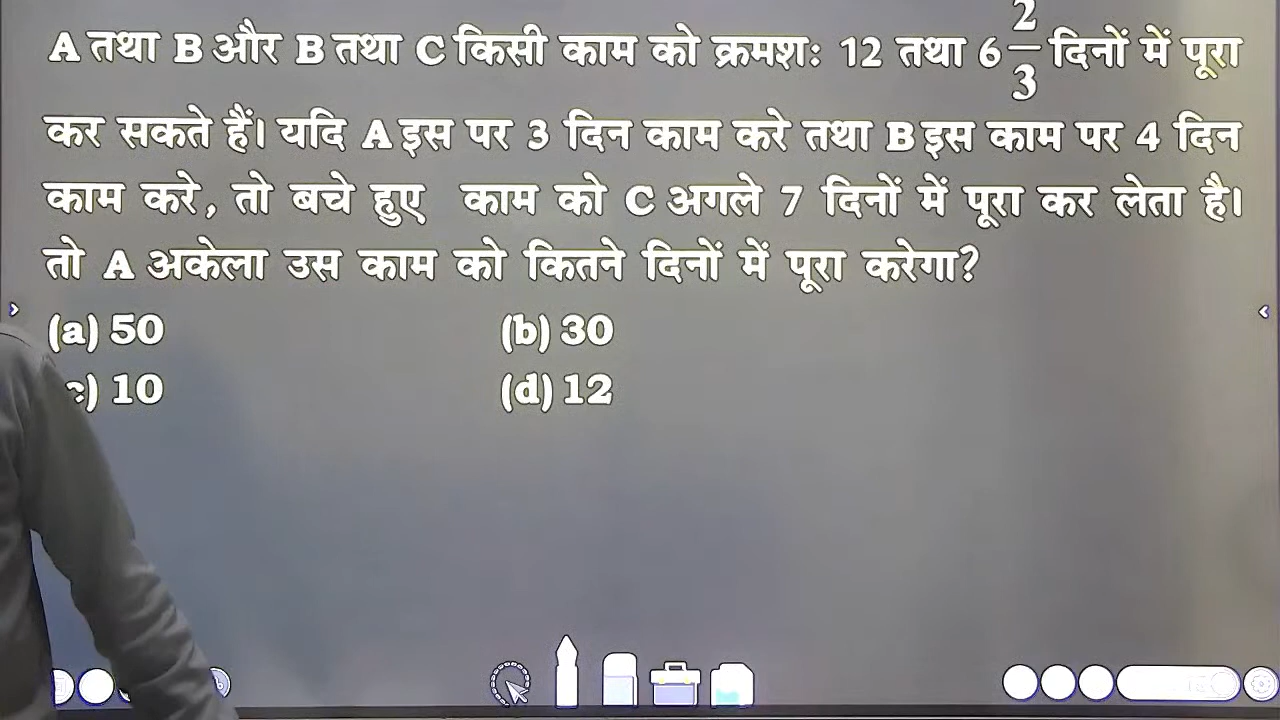 A तथा B और B तथा C किसी काम को क्रमशः 12 तथा 6 2/3 दिनों में पूरा
कर सकते हैं। यदि A इस पर 3 दिन काम करे तथा B इस काम पर 4 दिन
काम करे, तो बचे हुए काम को C अगले 7 दिनों में पूरा कर लेता है।
तो A अकेला उस काम को कितने दिनों में पूरा करेगा?
(a) 50 (b) 30
) 10 (d) 12